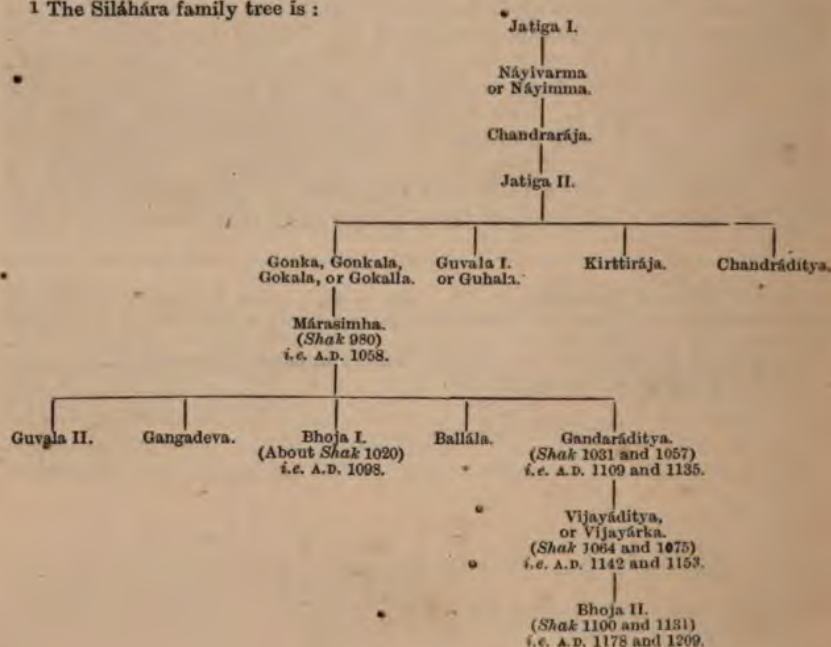 1 The Siláhára family tree is :
Jatiga I.
Náyivarma
or Náyimma.
Chandrarája.
Jatiga II.
Gonka, Gonkala,
Gokala, or Gokalla.
Guvala I.
or Guhala.
Kirttirája.
Chandráditya.
Márasimha.
(Shak 980)
i.e. A.D. 1058.
Guvala II.
Gangadeva.
Bhoja I.
(About Shak 1020)
i.e. A.D. 1098.
Ballála.
Gandaráditya.
(Shak 1031 and 1057)
i.e. A.D. 1109 and 1135.
Vijayáditya,
or Vijayárka.
(Shak 1064 and 1075)
i.e. A.D. 1142 and 1153.
Bhoja II.
(Shak 1100 and 1131)
i.e. A.D. 1178 and 1209.